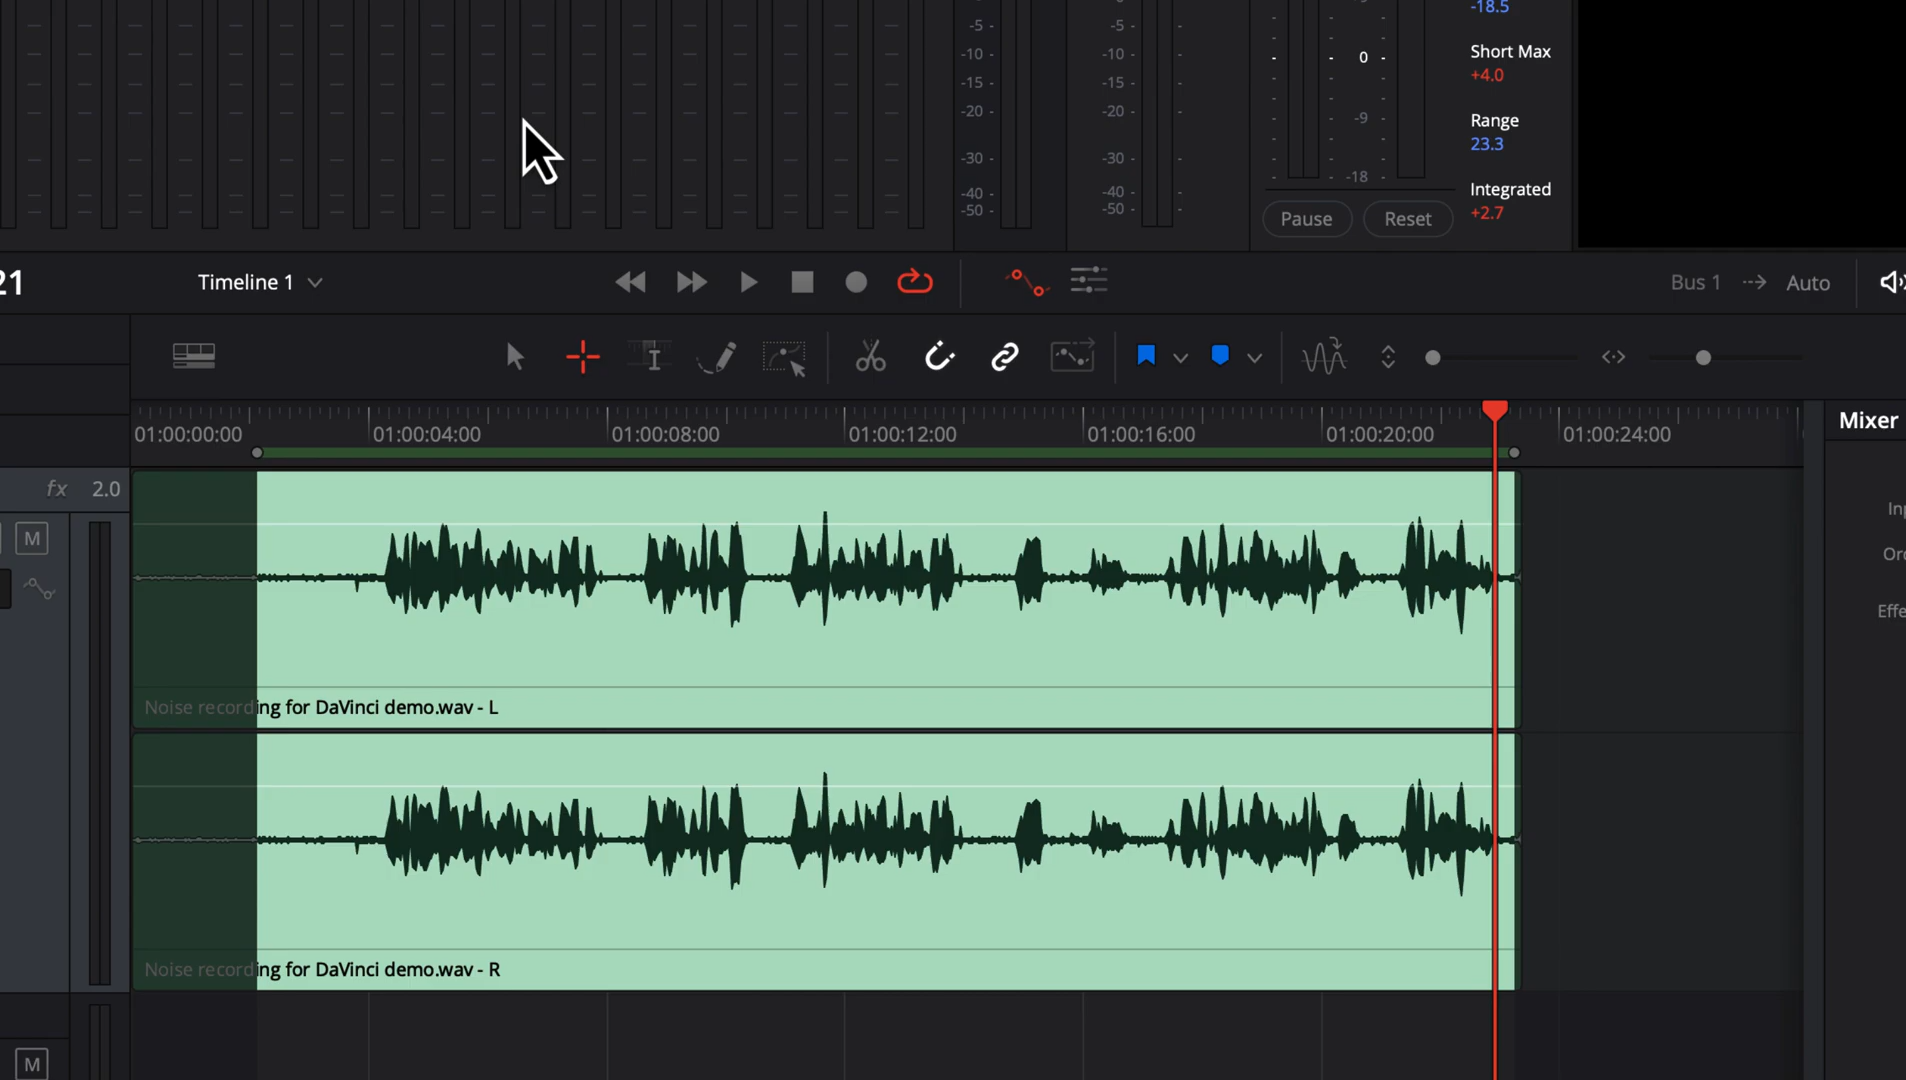 -18.5
-5 -
-5 -
-10 -
-10 -
0
Short Max
+4.0
-15 -
-15 -
-20 -
-20 -
-9
Range
23.3
-30 -
-30 -
-18
-40 -
-40 -
Integrated
+2.7
-50 -
-50 -
Pause
Reset
21
Timeline 1
Bus 1
Auto
01:00:00:00
01:00:04:00
01:00:08:00
01:00:12:00
01:00:16:00
01:00:20:00
01:00:24:00
Mixer
fx 2.0
M
Inp
Ord
Effe
Noise recording for DaVinci demo.wav - L
Noise recording for DaVinci demo.wav - R
M